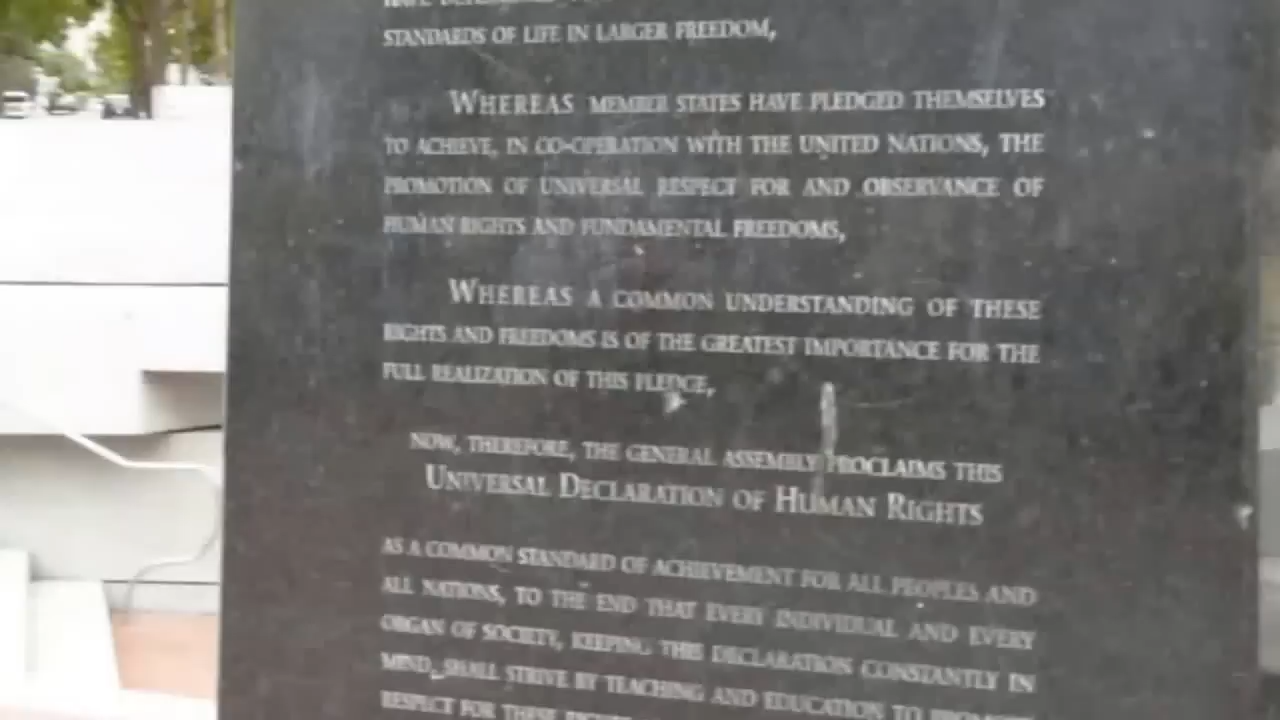 STANDARDS OF LIFE IN LARGER FREEDOM,
WHEREAS MEMBER STATES HAVE PLEDGED THEMSELVES
TO ACHIEVE, IN CO-OPERATION WITH THE UNITED NATIONS, THE
PROMOTION OF UNIVERSAL RESPECT FOR AND OBSERVANCE OF
HUMAN RIGHTS AND FUNDAMENTAL FREEDOMS,
WHEREAS A COMMON UNDERSTANDING OF THESE
RIGHTS AND FREEDOMS IS OF THE GREATEST IMPORTANCE FOR THE
FULL REALIZATION OF THIS PLEDGE,
NOW, THEREFORE, THE GENERAL ASSEMBLY PROCLAIMS THIS
UNIVERSAL DECLARATION OF HUMAN RIGHTS
AS A COMMON STANDARD OF ACHIEVEMENT FOR ALL PEOPLES AND
ALL NATIONS, TO THE END THAT EVERY INDIVIDUAL AND EVERY
ORGAN OF SOCIETY, KEEPING THIS DECLARATION CONSTANTLY IN
MIND, SHALL STRIVE BY TEACHING AND EDUCATION TO PROMOTE
RESPECT FOR THESE RIGHTS